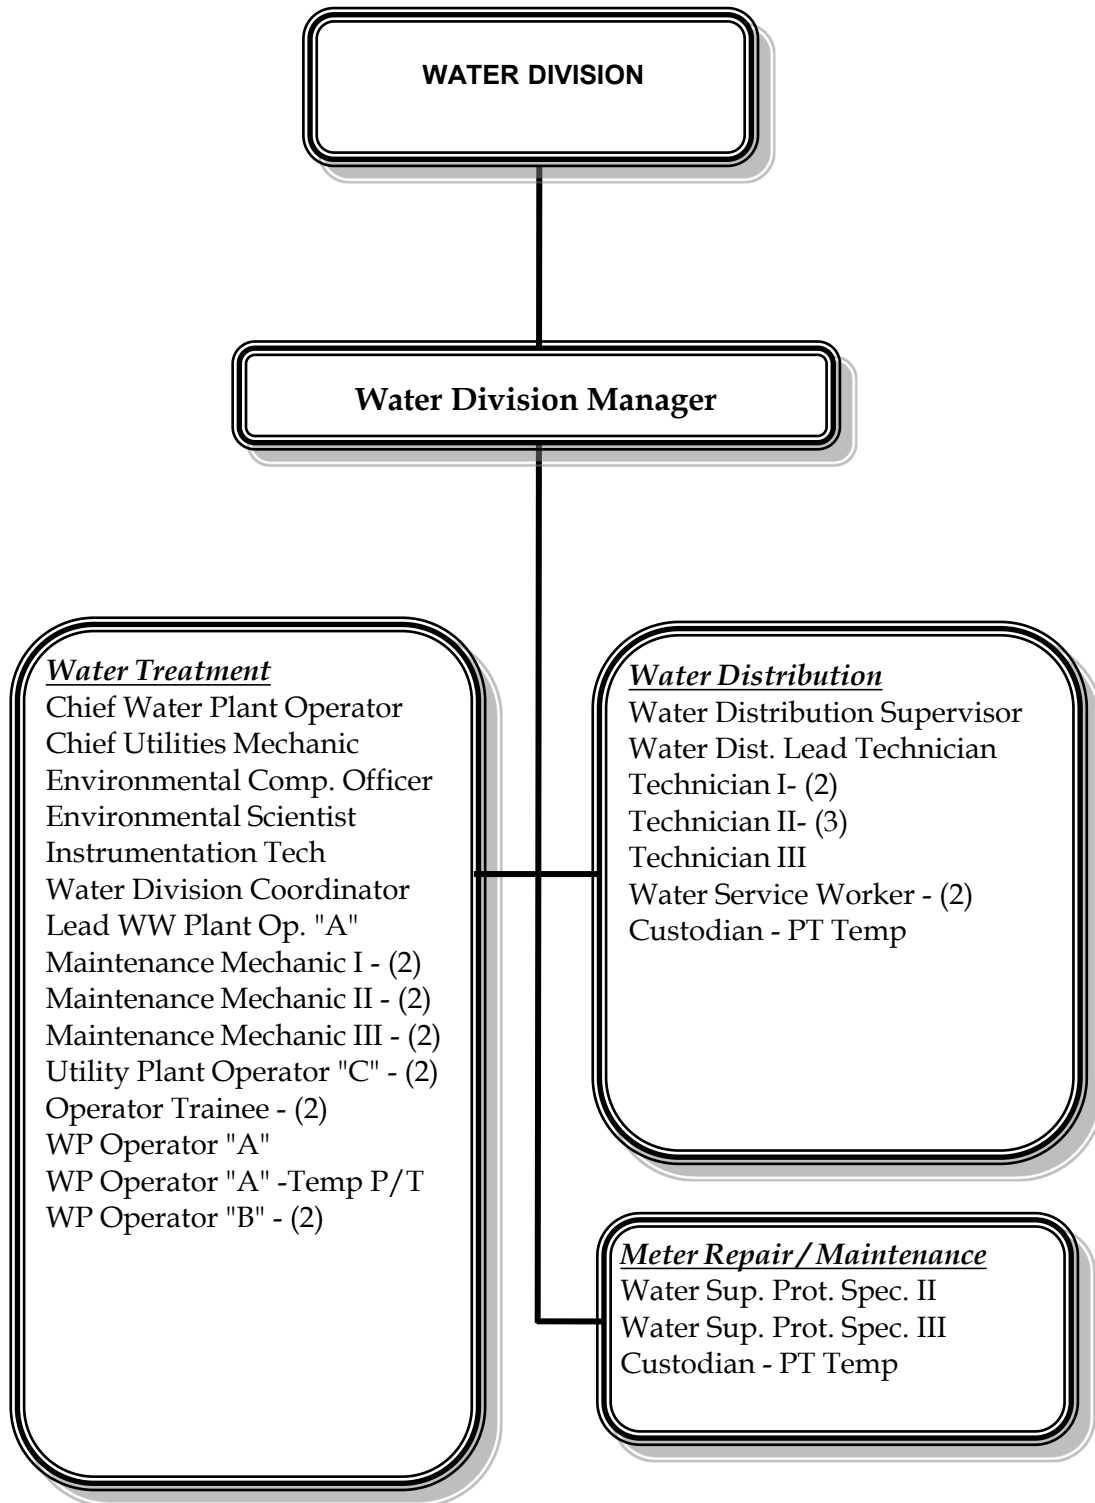 WATER DIVISION
Water Division Manager
Water Treatment
Chief Water Plant Operator
Chief Utilities Mechanic
Environmental Comp. Officer
Environmental Scientist
Instrumentation Tech
Water Division Coordinator
Lead WW Plant Op. "A"
Maintenance Mechanic I - (2)
Maintenance Mechanic II - (2)
Maintenance Mechanic III - (2)
Utility Plant Operator "C" - (2)
Operator Trainee - (2)
WP Operator "A"
WP Operator "A" -Temp P/T
WP Operator "B" - (2)
Water Distribution
Water Distribution Supervisor
Water Dist. Lead Technician
Technician I- (2)
Technician II- (3)
Technician III
Water Service Worker - (2)
Custodian - PT Temp
Meter Repair / Maintenance
Water Sup. Prot. Spec. II
Water Sup. Prot. Spec. III
Custodian - PT Temp